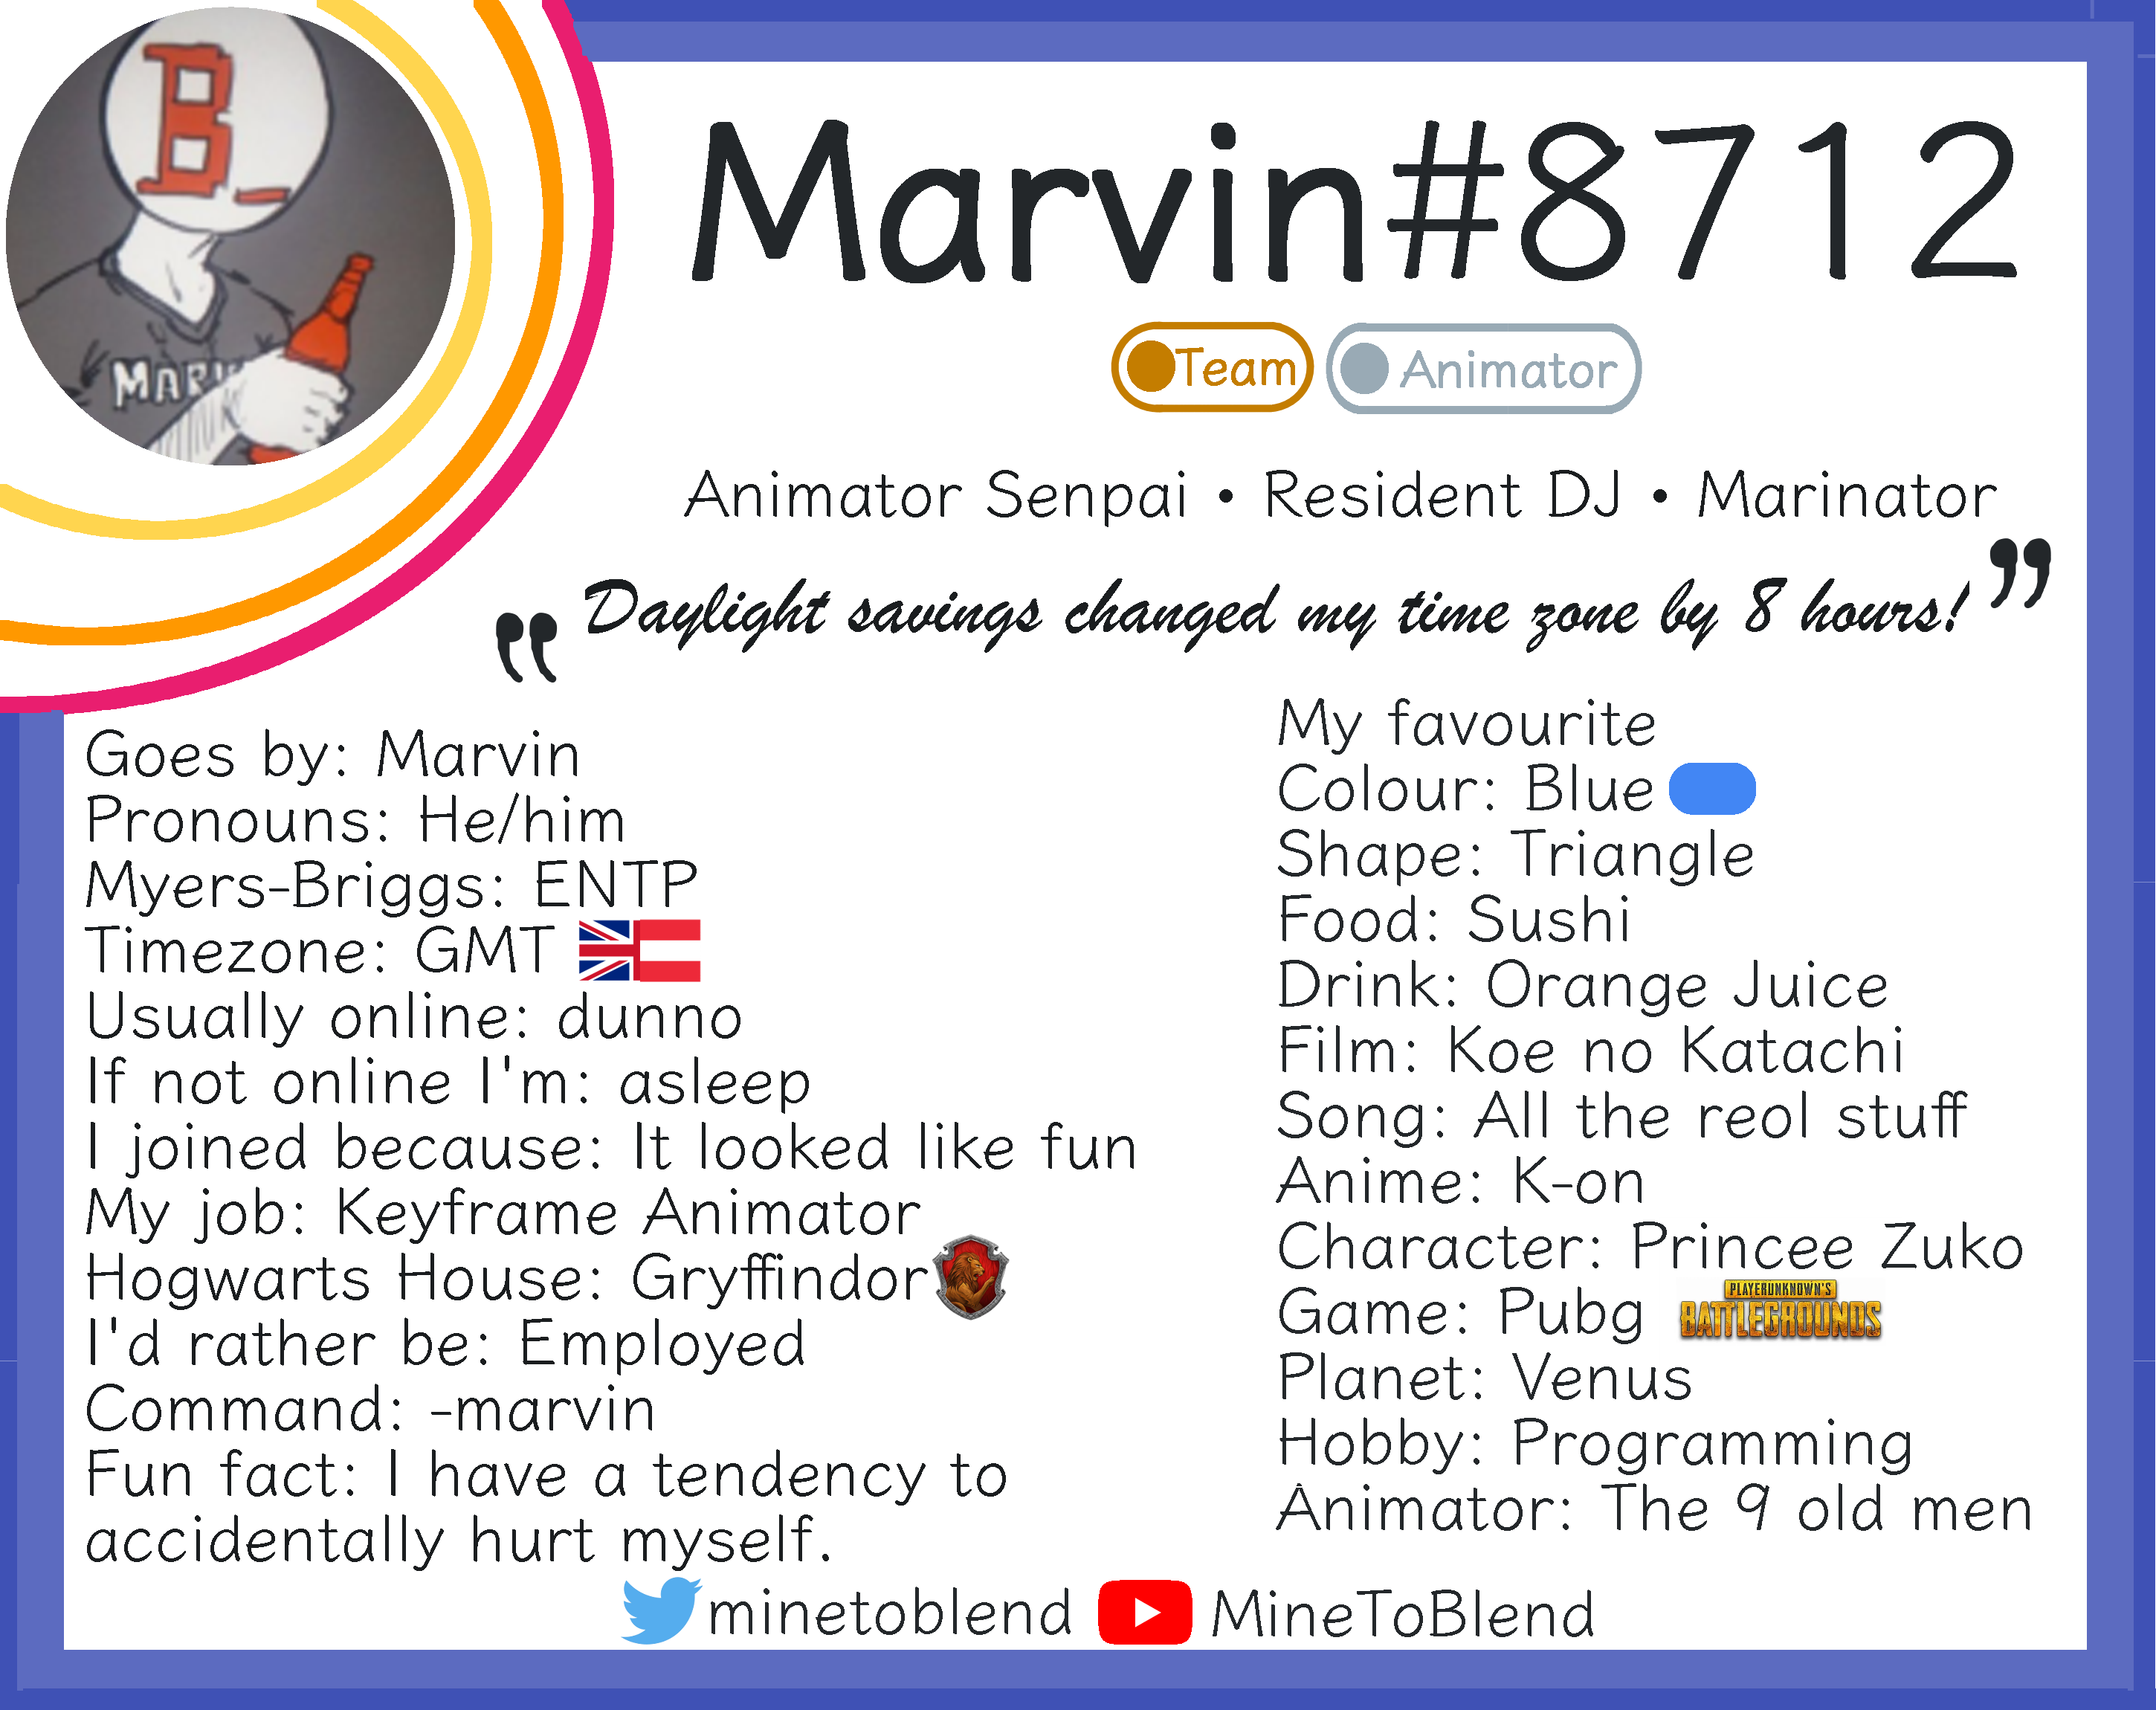 B_
Marvin#8712
Team
Animator
Animator Senpai • Resident DJ • Marinator
"Daylight savings changed my time zone by 8 hours!"
Goes by: Marvin
Pronouns: He/him
Myers-Briggs: ENTP
Timezone: GMT
Usually online: dunno
If not online I'm: asleep
I joined because: It looked like fun
My job: Keyframe Animator
Hogwarts House: Gryffindor
I'd rather be: Employed
Command: -marvin
Fun fact: I have a tendency to
accidentally hurt myself.
My favourite
Colour: Blue
Shape: Triangle
Food: Sushi
Drink: Orange Juice
Film: Koe no Katachi
Song: All the reol stuff
Anime: K-on
Character: Princee Zuko
Game: Pubg
PLAYERUNKNOWN'S
BATTLEGROUNDS
Planet: Venus
Hobby: Programming
Animator: The 9 old men
minetoblend
MineToBlend